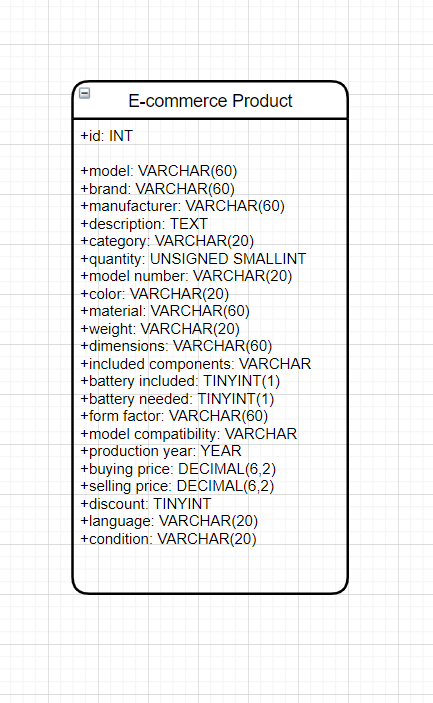 E-commerce Product
+id: INT
+model: VARCHAR(60)
+brand: VARCHAR(60)
+manufacturer: VARCHAR(60)
+description: TEXT
+category: VARCHAR(20)
+quantity: UNSIGNED SMALLINT
+model number: VARCHAR(20)
+color: VARCHAR(20)
+material: VARCHAR(60)
+weight: VARCHAR(20)
+dimensions: VARCHAR(60)
+included components: VARCHAR
+battery included: TINYINT(1)
+battery needed: TINYINT(1)
+form factor: VARCHAR(60)
+model compatibility: VARCHAR
+production year: YEAR
+buying price: DECIMAL(6,2)
+selling price: DECIMAL(6,2)
+discount: TINYINT
+language: VARCHAR(20)
+condition: VARCHAR(20)